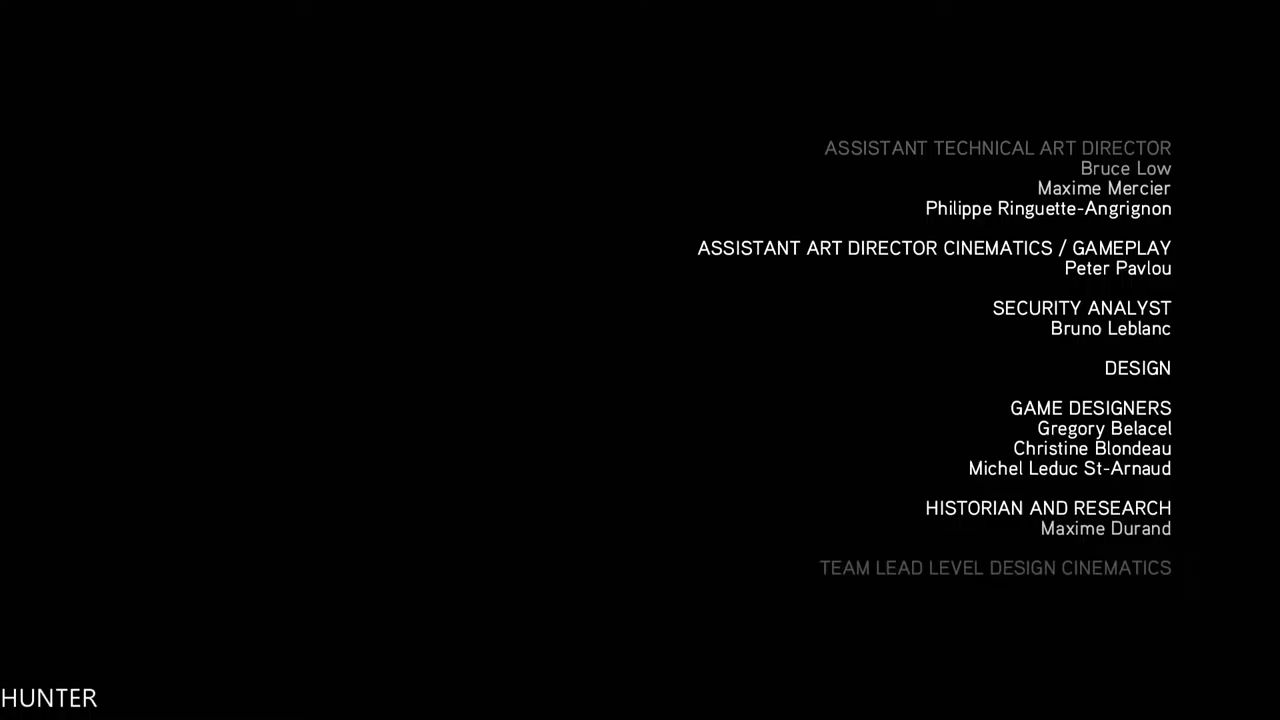 ASSISTANT TECHNICAL ART DIRECTOR
Bruce Low
Maxime Mercier
Philippe Ringuette-Angrignon
ASSISTANT ART DIRECTOR CINEMATICS / GAMEPLAY
Peter Pavlou
SECURITY ANALYST
Bruno Leblanc
DESIGN
GAME DESIGNERS
Gregory Belacel
Christine Blondeau
Michel Leduc St-Arnaud
HISTORIAN AND RESEARCH
Maxime Durand
TEAM LEAD LEVEL DESIGN CINEMATICS
HUNTER